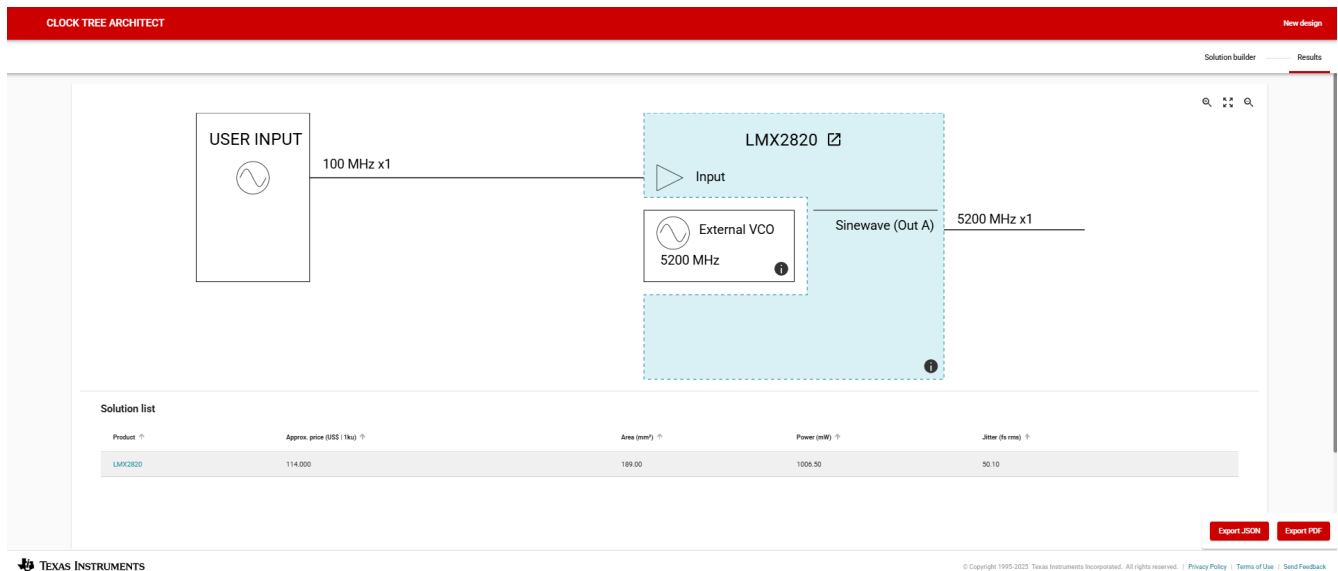 CLOCK TREE ARCHITECT
New design
Solution builder
Results
USER INPUT
100 MHz x1
LMX2820
Input
External VCO
5200 MHz
Sinewave (Out A)
5200 MHz x1
Solution list
Product ↑ Approx. price (US$ | 1ku) ↑ Area (mm²) ↑ Power (mW) ↑ Jitter (fs rms) ↑
LMX2820 114.000 189.00 1006.50 50.10
Export JSON
Export PDF
TEXAS INSTRUMENTS
© Copyright 1995-2025 Texas Instruments Incorporated. All rights reserved. | Privacy Policy | Terms of Use | Send Feedback